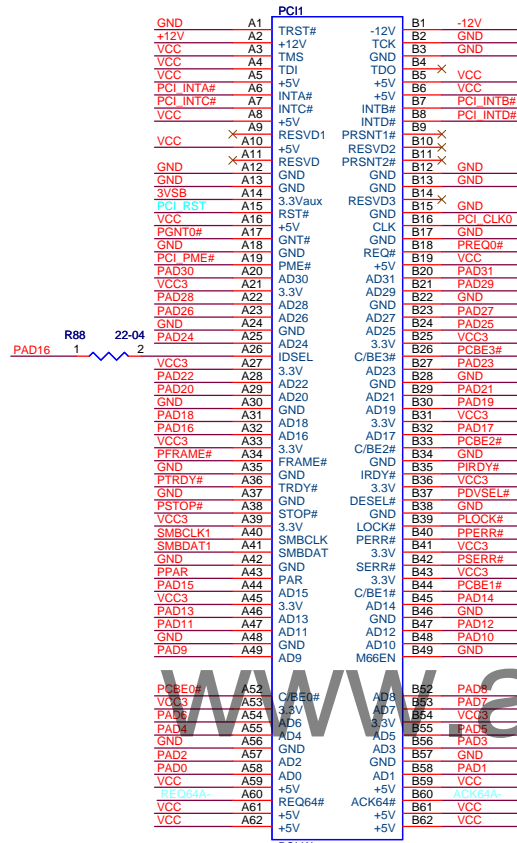 PCI1
GND A1 TRST# -12V B1 -12V
+12V A2 +12V TCK B2 GND
VCC A3 TMS GND B3 GND
VCC A4 TDI TDO B4
VCC A5 +5V +5V B5 VCC
PCI_INTA# A6 INTA# +5V B6 VCC
PCI_INTC# A7 INTC# INTB# B7 PCI_INTB#
VCC A8 +5V INTD# B8 PCI_INTD#
A9 RESVD1 PRSNT1# B9
VCC A10 +5V RESVD2 B10
A11 RESVD PRSNT2# B11
GND A12 GND GND B12 GND
GND A13 GND GND B13 GND
3VSB A14 3.3Vaux RESVD3 B14
PCI_RST A15 RST# GND B15 GND
VCC A16 +5V CLK B16 PCI_CLK0
PGNT0# A17 GNT# GND B17 GND
GND A18 GND REQ# B18 PREQ0#
PCI_PME# A19 PME# +5V B19 VCC
PAD30 A20 AD30 AD31 B20 PAD31
VCC3 A21 3.3V AD29 B21 PAD29
PAD28 A22 AD28 GND B22 GND
PAD26 A23 AD26 AD27 B23 PAD27
GND A24 GND AD25 B24 PAD25
PAD24 A25 AD24 3.3V B25 VCC3
PAD16 1 R88 22-04 2 A26 IDSEL C/BE3# B26 PCBE3#
VCC3 A27 3.3V AD23 B27 PAD23
PAD22 A28 AD22 GND B28 GND
PAD20 A29 AD20 AD21 B29 PAD21
GND A30 GND AD19 B30 PAD19
PAD18 A31 AD18 3.3V B31 VCC3
PAD16 A32 AD16 AD17 B32 PAD17
VCC3 A33 3.3V C/BE2# B33 PCBE2#
PFRAME# A34 FRAME# GND B34 GND
GND A35 GND IRDY# B35 PIRDY#
PTRDY# A36 TRDY# 3.3V B36 VCC3
GND A37 GND DESEL# B37 PDVSEL#
PSTOP# A38 STOP# GND B38 GND
VCC3 A39 3.3V LOCK# B39 PLOCK#
SMBCLK1 A40 SMBCLK PERR# B40 PPERR#
SMBDAT1 A41 SMBDAT 3.3V B41 VCC3
GND A42 GND SERR# B42 PSERR#
PPAR A43 PAR 3.3V B43 VCC3
PAD15 A44 AD15 C/BE1# B44 PCBE1#
VCC3 A45 3.3V AD14 B45 PAD14
PAD13 A46 AD13 GND B46 GND
PAD11 A47 AD11 AD12 B47 PAD12
GND A48 GND AD10 B48 PAD10
PAD9 A49 AD9 M66EN B49 GND
www.a
PCBE0# A52 C/BE0# AD8 B52 PAD8
VCC3 A53 3.3V AD7 B53 PAD7
PAD6 A54 AD6 3.3V B54 VCC3
PAD4 A55 AD4 AD5 B55 PAD5
GND A56 GND AD3 B56 PAD3
PAD2 A57 AD2 GND B57 GND
PAD0 A58 AD0 AD1 B58 PAD1
VCC A59 +5V +5V B59 VCC
REQ64A- A60 REQ64# ACK64# B60 ACK64A-
VCC A61 +5V +5V B61 VCC
VCC A62 +5V +5V B62 VCC